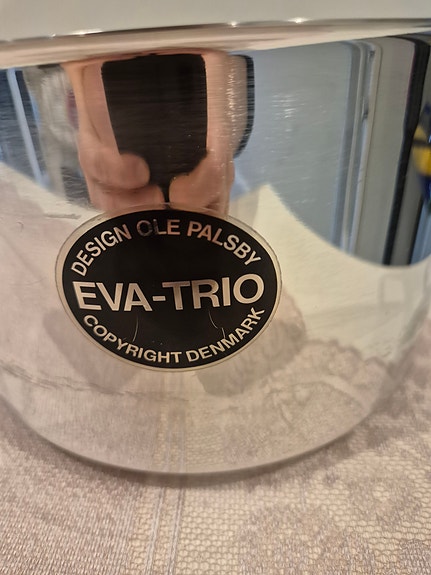 DESIGN OLE PALSBY
EVA-TRIO
COPYRIGHT DENMARK